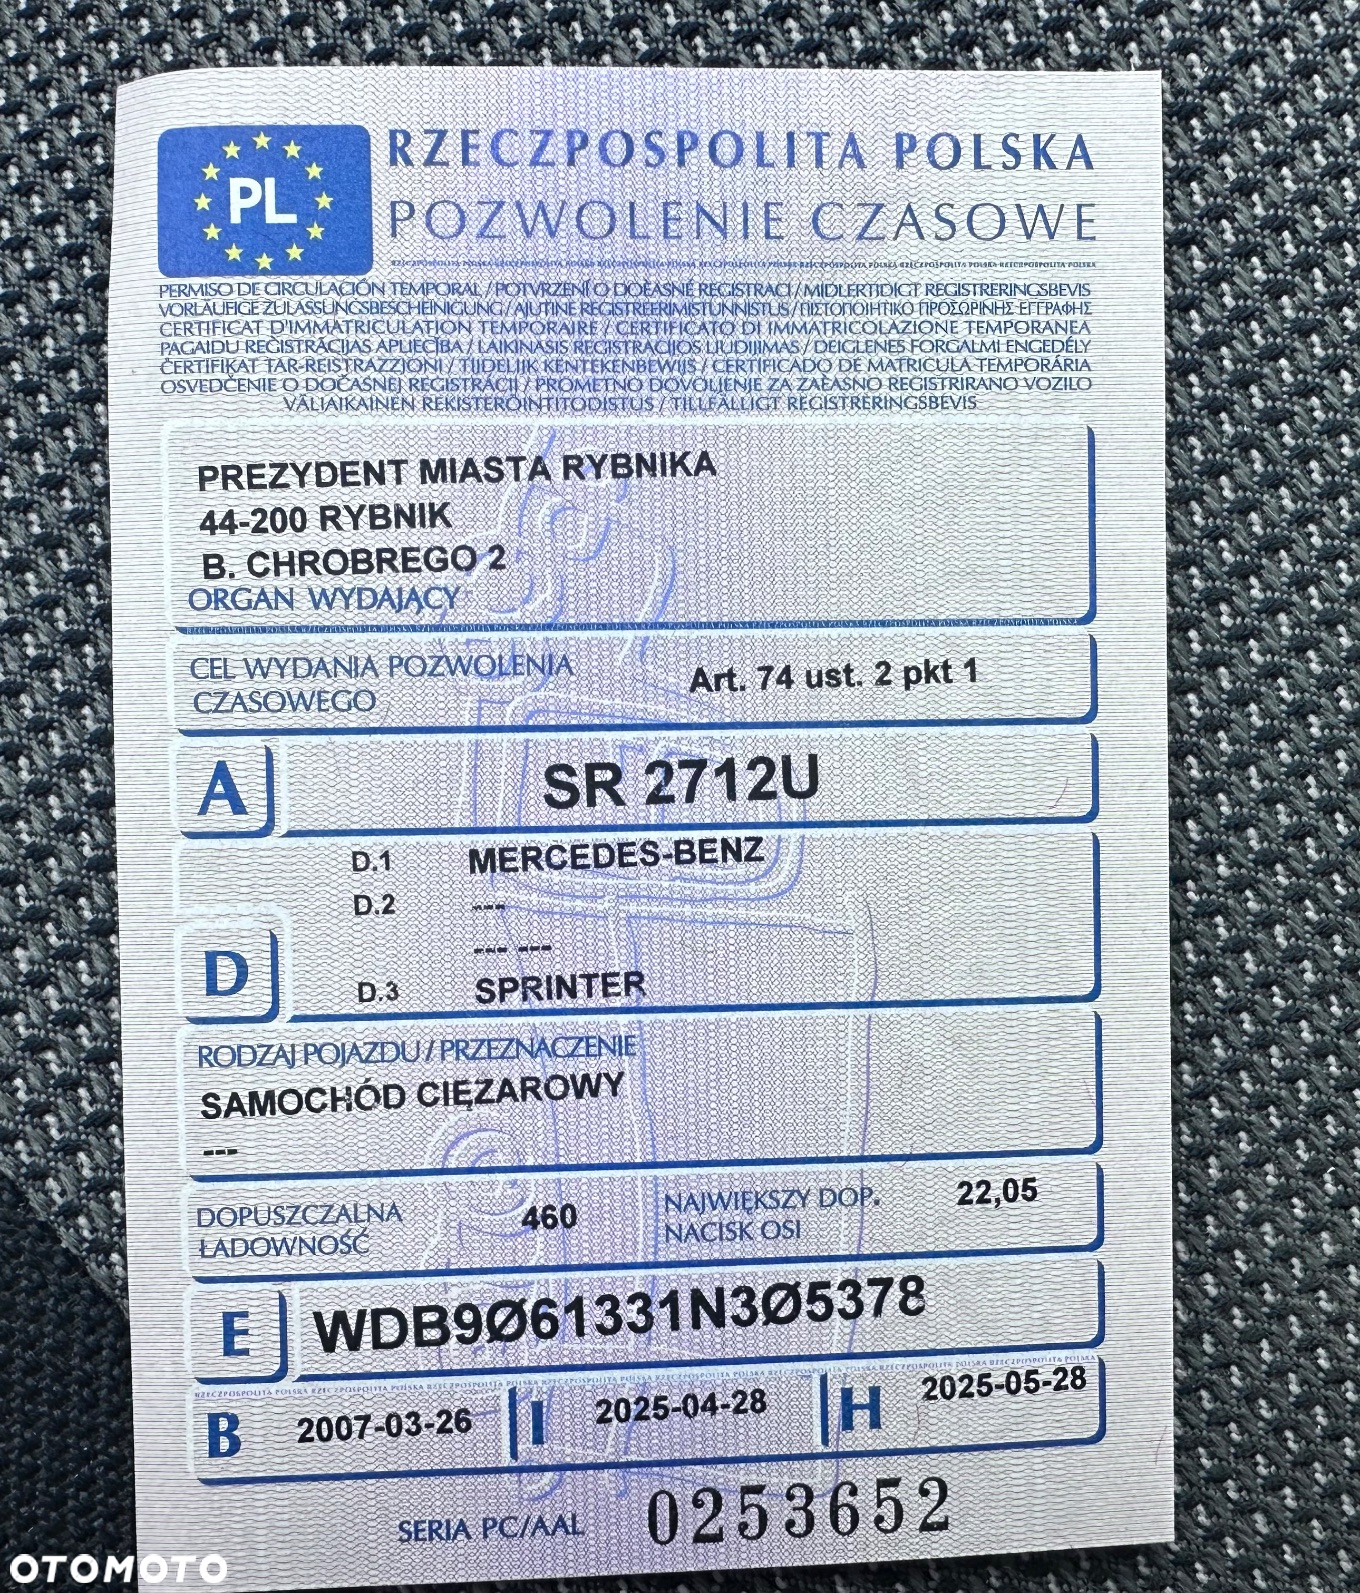 PL
RZECZPOSPOLITA POLSKA
POZWOLENIE CZASOWE
PERMISO DE CIRCULACIÓN TEMPORAL / POTVRZENÍ O DOČASNÉ REGISTRACI / MIDLERTIDIGT REGISTRERINGSBEVIS
VORLÄUFIGE ZULASSUNGSBESCHEINIGUNG / AJUTINE REGISTREERIMISTUNNISTUS / ΠΙΣΤΟΠΟΙΗΤΙΚΟ ΠΡΟΣΩΡΙΝΗΣ ΕΓΓΡΑΦΗΣ
CERTIFICAT D'IMMATRICULATION TEMPORAIRE / CERTIFICATO DI IMMATRICOLAZIONE TEMPORANEA
PAGAIDU REĢISTRĀCIJAS APLIECĪBA / LAIKINASIS REGISTRACIJOS LIUDIJIMAS / DEIGLENES FORGALMI ENGEDÉLY
ĊERTIFIKAT TAR-REĠISTRAZZJONI / TIJDELIJK KENTEKENBEWIJS / CERTIFICADO DE MATRICULA TEMPORÁRIA
OSVEDČENIE O DOČASNEJ REGISTRÁCII / PROMETNO DOVOLJENJE ZA ZAČASNO REGISTRIRANO VOZILO
VÄLIAIKAINEN REKISTERÖINTITODISTUS / TILLFÄLLIGT REGISTRERINGSBEVIS
PREZYDENT MIASTA RYBNIKA
44-200 RYBNIK
B. CHROBREGO 2
ORGAN WYDAJĄCY
CEL WYDANIA POZWOLENIA
CZASOWEGO
Art. 74 ust. 2 pkt 1
A SR 2712U
D.1 MERCEDES-BENZ
D.2 ---
--- ---
D
D.3 SPRINTER
RODZAJ POJAZDU / PRZEZNACZENIE
SAMOCHÓD CIĘŻAROWY
---
DOPUSZCZALNA
ŁADOWNOŚĆ
460
NAJWIĘKSZY DOP.
NACISK OSI
22,05
E WDB9Ø61331N3Ø5378
B 2007-03-26 I 2025-04-28 H 2025-05-28
SERIA PC/AAL 0253652
OTOMOTO